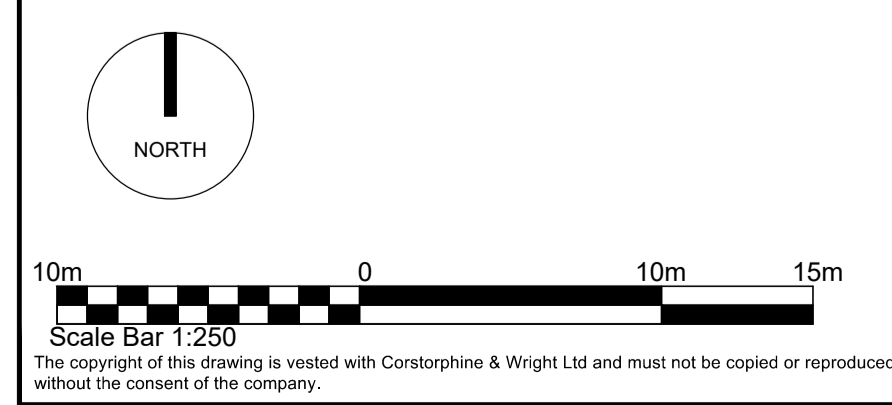 NORTH
10m 0 10m 15m
Scale Bar 1:250
The copyright of this drawing is vested with Corstorphine & Wright Ltd and must not be copied or reproduced
without the consent of the company.